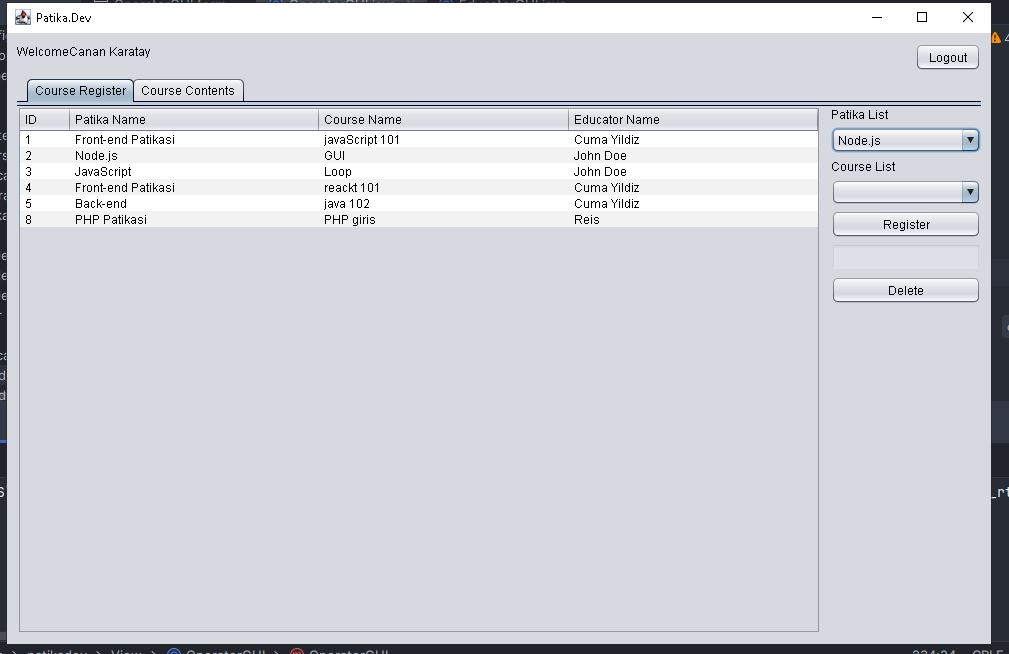 Patika.Dev
WelcomeCanan Karatay
Logout
Course Register Course Contents
ID Patika Name Course Name Educator Name
1 Front-end Patikasi javaScript 101 Cuma Yildiz
2 Node.js GUI John Doe
3 JavaScript Loop John Doe
4 Front-end Patikasi reackt 101 Cuma Yildiz
5 Back-end java 102 Cuma Yildiz
8 PHP Patikasi PHP giris Reis
Patika List
Node.js
Course List
Register
Delete